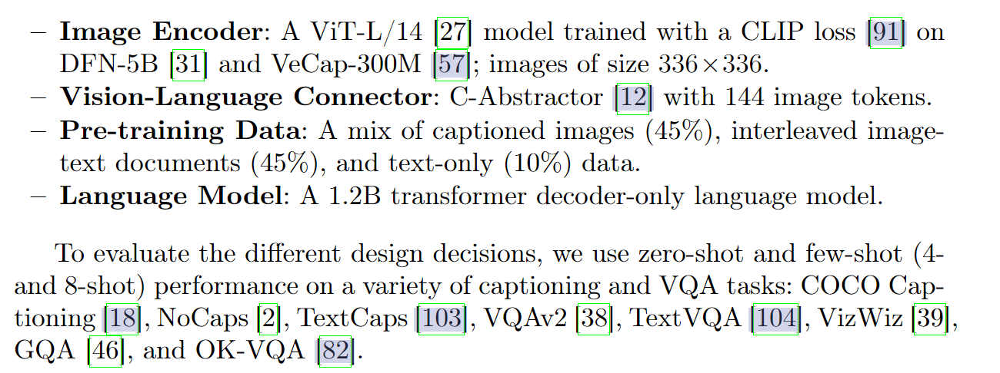 – Image Encoder: A ViT-L/14 [27] model trained with a CLIP loss [91] on
DFN-5B [31] and VeCap-300M [57]; images of size 336×336.
– Vision-Language Connector: C-Abstractor [12] with 144 image tokens.
– Pre-training Data: A mix of captioned images (45%), interleaved image-
text documents (45%), and text-only (10%) data.
– Language Model: A 1.2B transformer decoder-only language model.
To evaluate the different design decisions, we use zero-shot and few-shot (4-
and 8-shot) performance on a variety of captioning and VQA tasks: COCO Cap-
tioning [18], NoCaps [2], TextCaps [103], VQAv2 [38], TextVQA [104], VizWiz [39],
GQA [46], and OK-VQA [82].